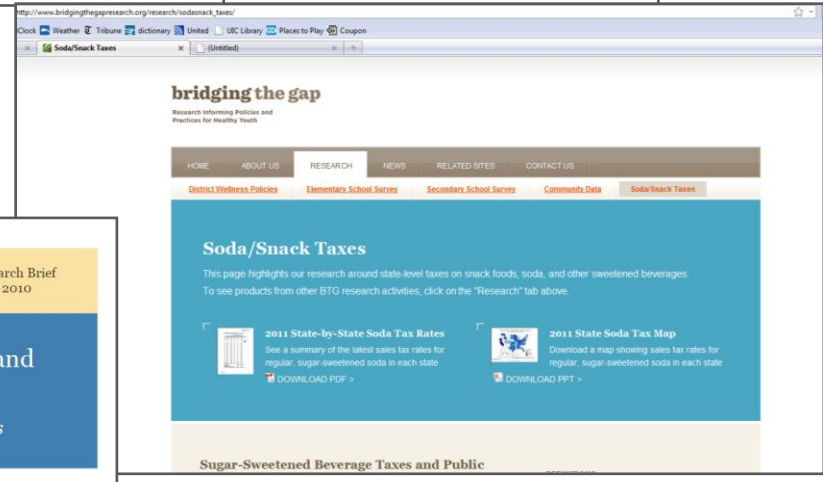 http://www.bridgingthegapresearch.org/research/sodasnack_taxes/
Clock Weather Tribune dictionary United UIC Library Places to Play Coupon
Soda/Snack Taxes (Untitled)
bridging the gap
Research Informing Policies and
Practices for Healthy Youth
HOME ABOUT US RESEARCH NEWS RELATED SITES CONTACT US
District Wellness Policies Elementary School Survey Secondary School Survey Community Data Soda/Snack Taxes
Soda/Snack Taxes
This page highlights our research around state-level taxes on snack foods, soda, and other sweetened beverages.
To see products from other BTG research activities, click on the "Research" tab above.
2011 State-by-State Soda Tax Rates
See a summary of the latest sales tax rates for
regular, sugar-sweetened soda in each state
DOWNLOAD PDF >
2011 State Soda Tax Map
Download a map showing sales tax rates for
regular, sugar-sweetened soda in each state
DOWNLOAD PPT >
Sugar-Sweetened Beverage Taxes and Public
arch Brief
2010
and
s